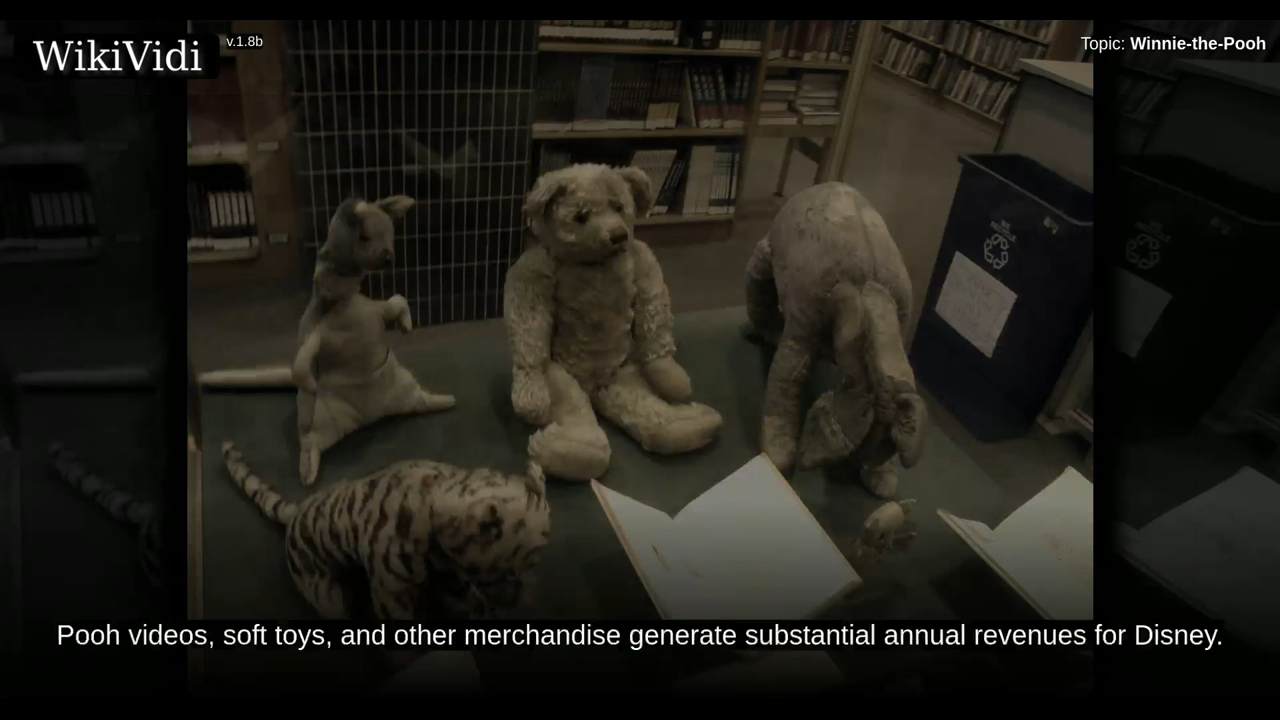 WikiVidi
v.1.8b
Topic: Winnie-the-Pooh
Pooh videos, soft toys, and other merchandise generate substantial annual revenues for Disney.